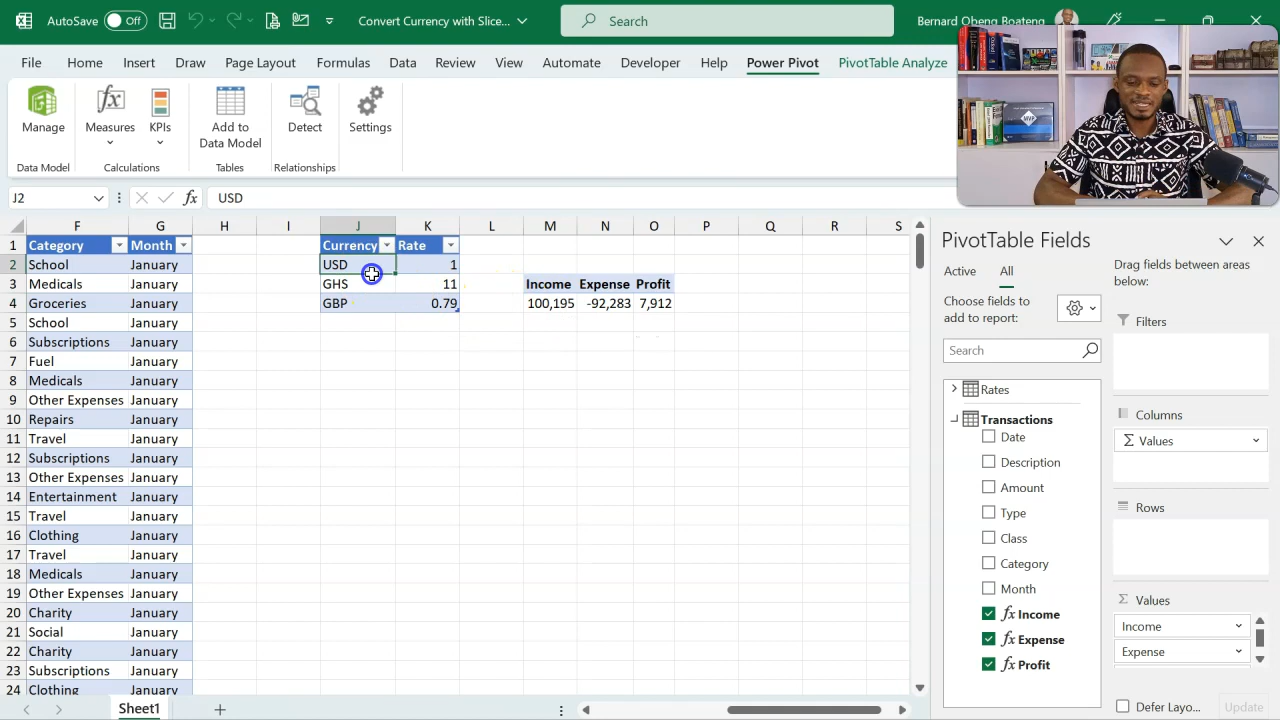 AutoSave Off Convert Currency with Slice... Search Bernard Obeng Boateng
File Home Insert Draw Page Layout Formulas Data Review View Automate Developer Help Power Pivot PivotTable Analyze
Manage Measures KPIs Add to Data Model Detect Settings
Data Model Calculations Tables Relationships
J2 fx USD
F G H I J K L M N O P Q R S
1 Category Month Currency Rate
2 School January USD 1
3 Medicals January GHS 11 Income Expense Profit
4 Groceries January GBP 0.79 100,195 -92,283 7,912
5 School January
6 Subscriptions January
7 Fuel January
8 Medicals January
9 Other Expenses January
10 Repairs January
11 Travel January
12 Subscriptions January
13 Other Expenses January
14 Entertainment January
15 Travel January
16 Clothing January
17 Travel January
18 Medicals January
19 Other Expenses January
20 Charity January
21 Social January
22 Charity January
23 Subscriptions January
24 Clothing January
Sheet1
PivotTable Fields
Active All
Choose fields to
add to report:
Search
Rates
Transactions
Date
Description
Amount
Type
Class
Category
Month
fx Income
fx Expense
fx Profit
Drag fields between areas
below:
Filters
Columns
Σ Values
Rows
Σ Values
Income
Expense
Defer Layo... Update
MVP